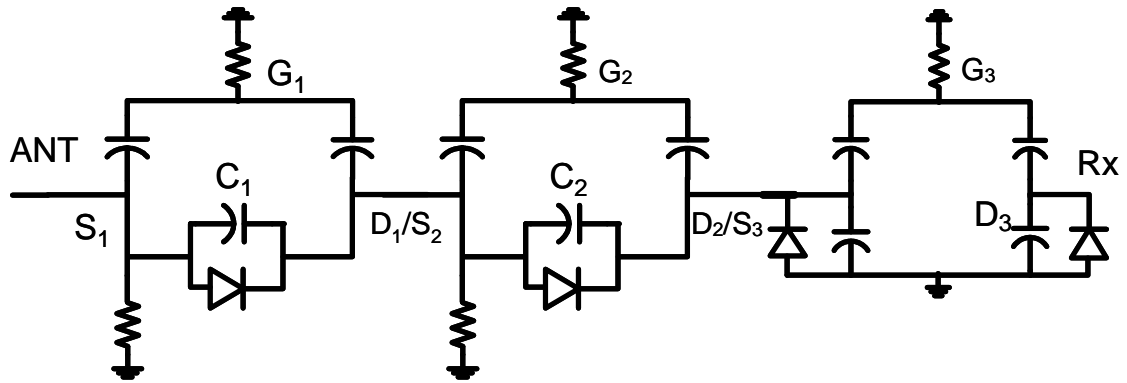 G₁
G₂
G₃
ANT
C₁
C₂
Rx
S₁
D₁/S₂
D₂/S₃
D₃